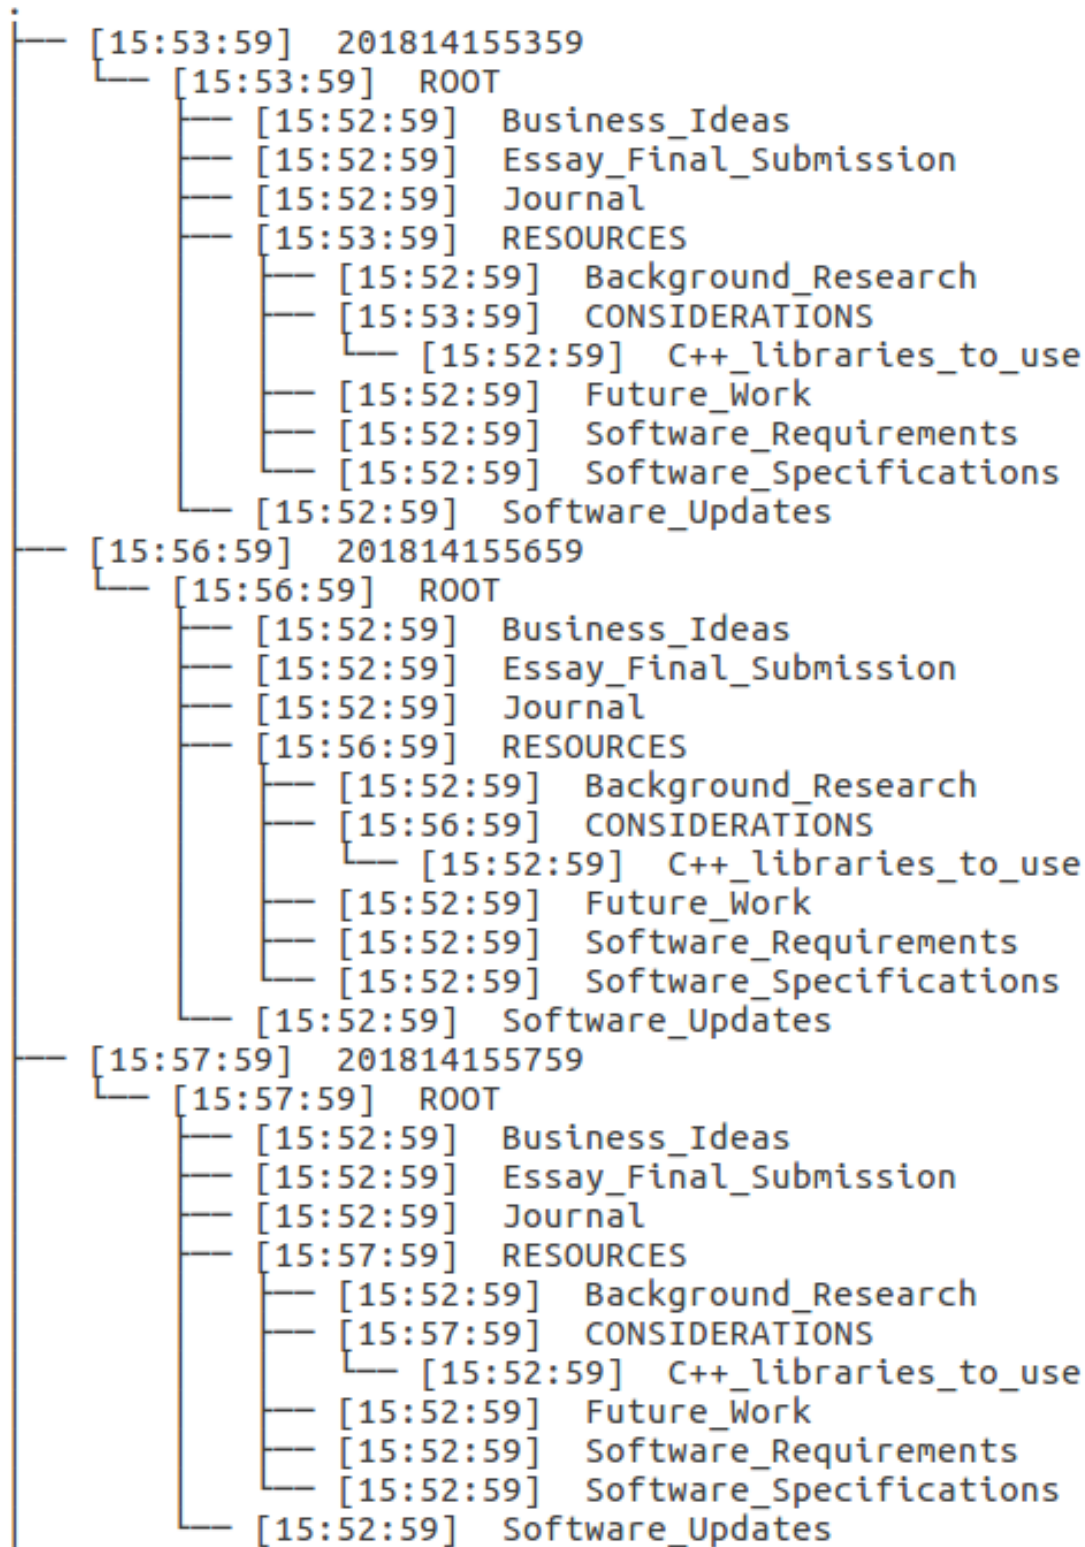 .
├── [15:53:59]  201814155359
│   └── [15:53:59]  ROOT
│       ├── [15:52:59]  Business_Ideas
│       ├── [15:52:59]  Essay_Final_Submission
│       ├── [15:52:59]  Journal
│       ├── [15:53:59]  RESOURCES
│       │   ├── [15:52:59]  Background_Research
│       │   ├── [15:53:59]  CONSIDERATIONS
│       │   │   └── [15:52:59]  C++_libraries_to_use
│       │   ├── [15:52:59]  Future_Work
│       │   ├── [15:52:59]  Software_Requirements
│       │   └── [15:52:59]  Software_Specifications
│       └── [15:52:59]  Software_Updates
├── [15:56:59]  201814155659
│   └── [15:56:59]  ROOT
│       ├── [15:52:59]  Business_Ideas
│       ├── [15:52:59]  Essay_Final_Submission
│       ├── [15:52:59]  Journal
│       ├── [15:56:59]  RESOURCES
│       │   ├── [15:52:59]  Background_Research
│       │   ├── [15:56:59]  CONSIDERATIONS
│       │   │   └── [15:52:59]  C++_libraries_to_use
│       │   ├── [15:52:59]  Future_Work
│       │   ├── [15:52:59]  Software_Requirements
│       │   └── [15:52:59]  Software_Specifications
│       └── [15:52:59]  Software_Updates
├── [15:57:59]  201814155759
│   └── [15:57:59]  ROOT
│       ├── [15:52:59]  Business_Ideas
│       ├── [15:52:59]  Essay_Final_Submission
│       ├── [15:52:59]  Journal
│       ├── [15:57:59]  RESOURCES
│       │   ├── [15:52:59]  Background_Research
│       │   ├── [15:57:59]  CONSIDERATIONS
│       │   │   └── [15:52:59]  C++_libraries_to_use
│       │   ├── [15:52:59]  Future_Work
│       │   ├── [15:52:59]  Software_Requirements
│       │   └── [15:52:59]  Software_Specifications
│       └── [15:52:59]  Software_Updates